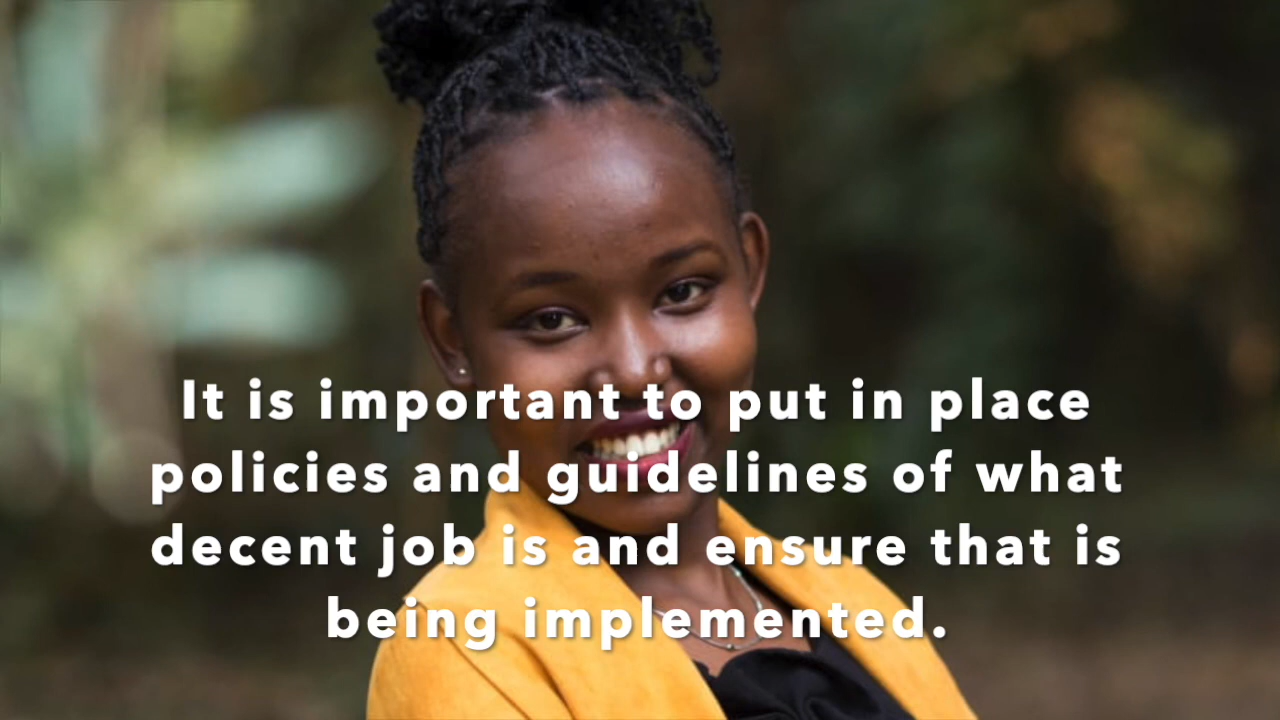 It is important to put in place
policies and guidelines of what
decent job is and ensure that is
being implemented.